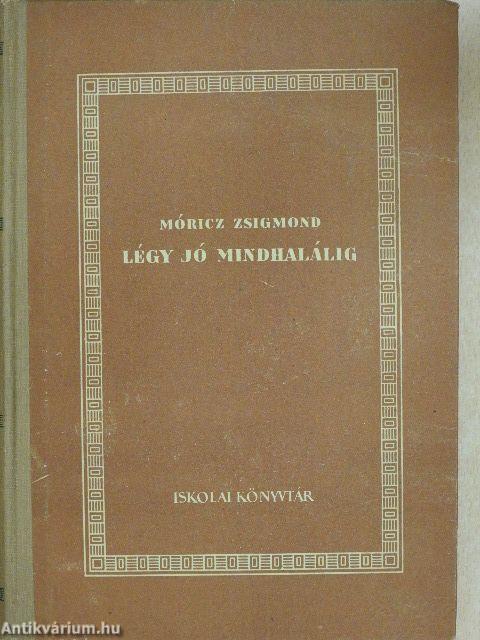 MÓRICZ ZSIGMOND
LÉGY JÓ MINDHALÁLIG
ISKOLAI KÖNYVTÁR
Antikvárium.hu